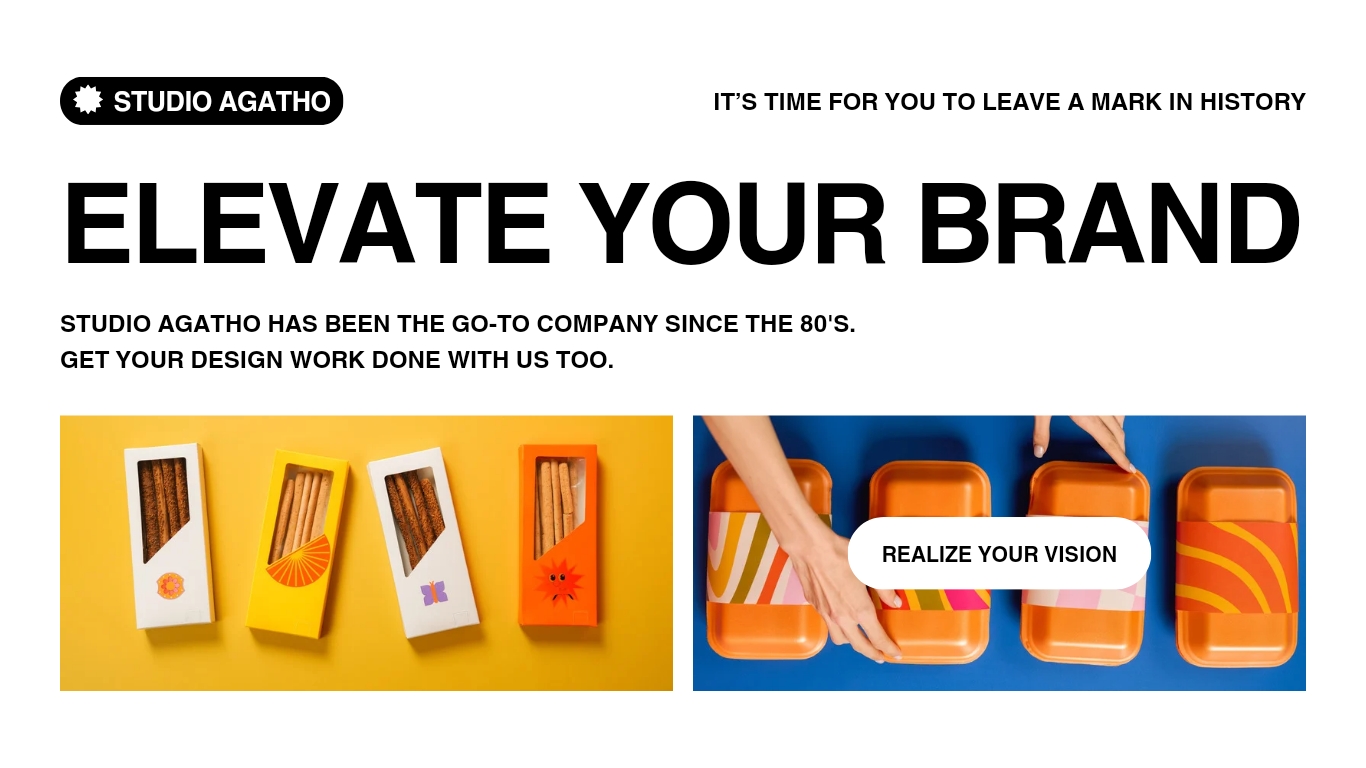 STUDIO AGATHO
IT’S TIME FOR YOU TO LEAVE A MARK IN HISTORY
ELEVATE YOUR BRAND
STUDIO AGATHO HAS BEEN THE GO-TO COMPANY SINCE THE 80'S.
GET YOUR DESIGN WORK DONE WITH US TOO.
REALIZE YOUR VISION